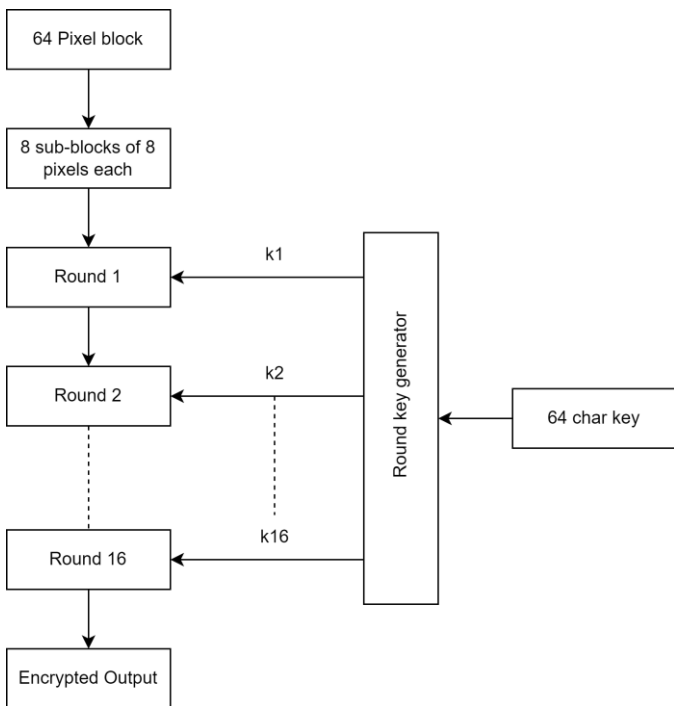 64 Pixel block
8 sub-blocks of 8
pixels each
k1
Round 1
Round key generator
k2
Round 2
64 char key
k16
Round 16
Encrypted Output